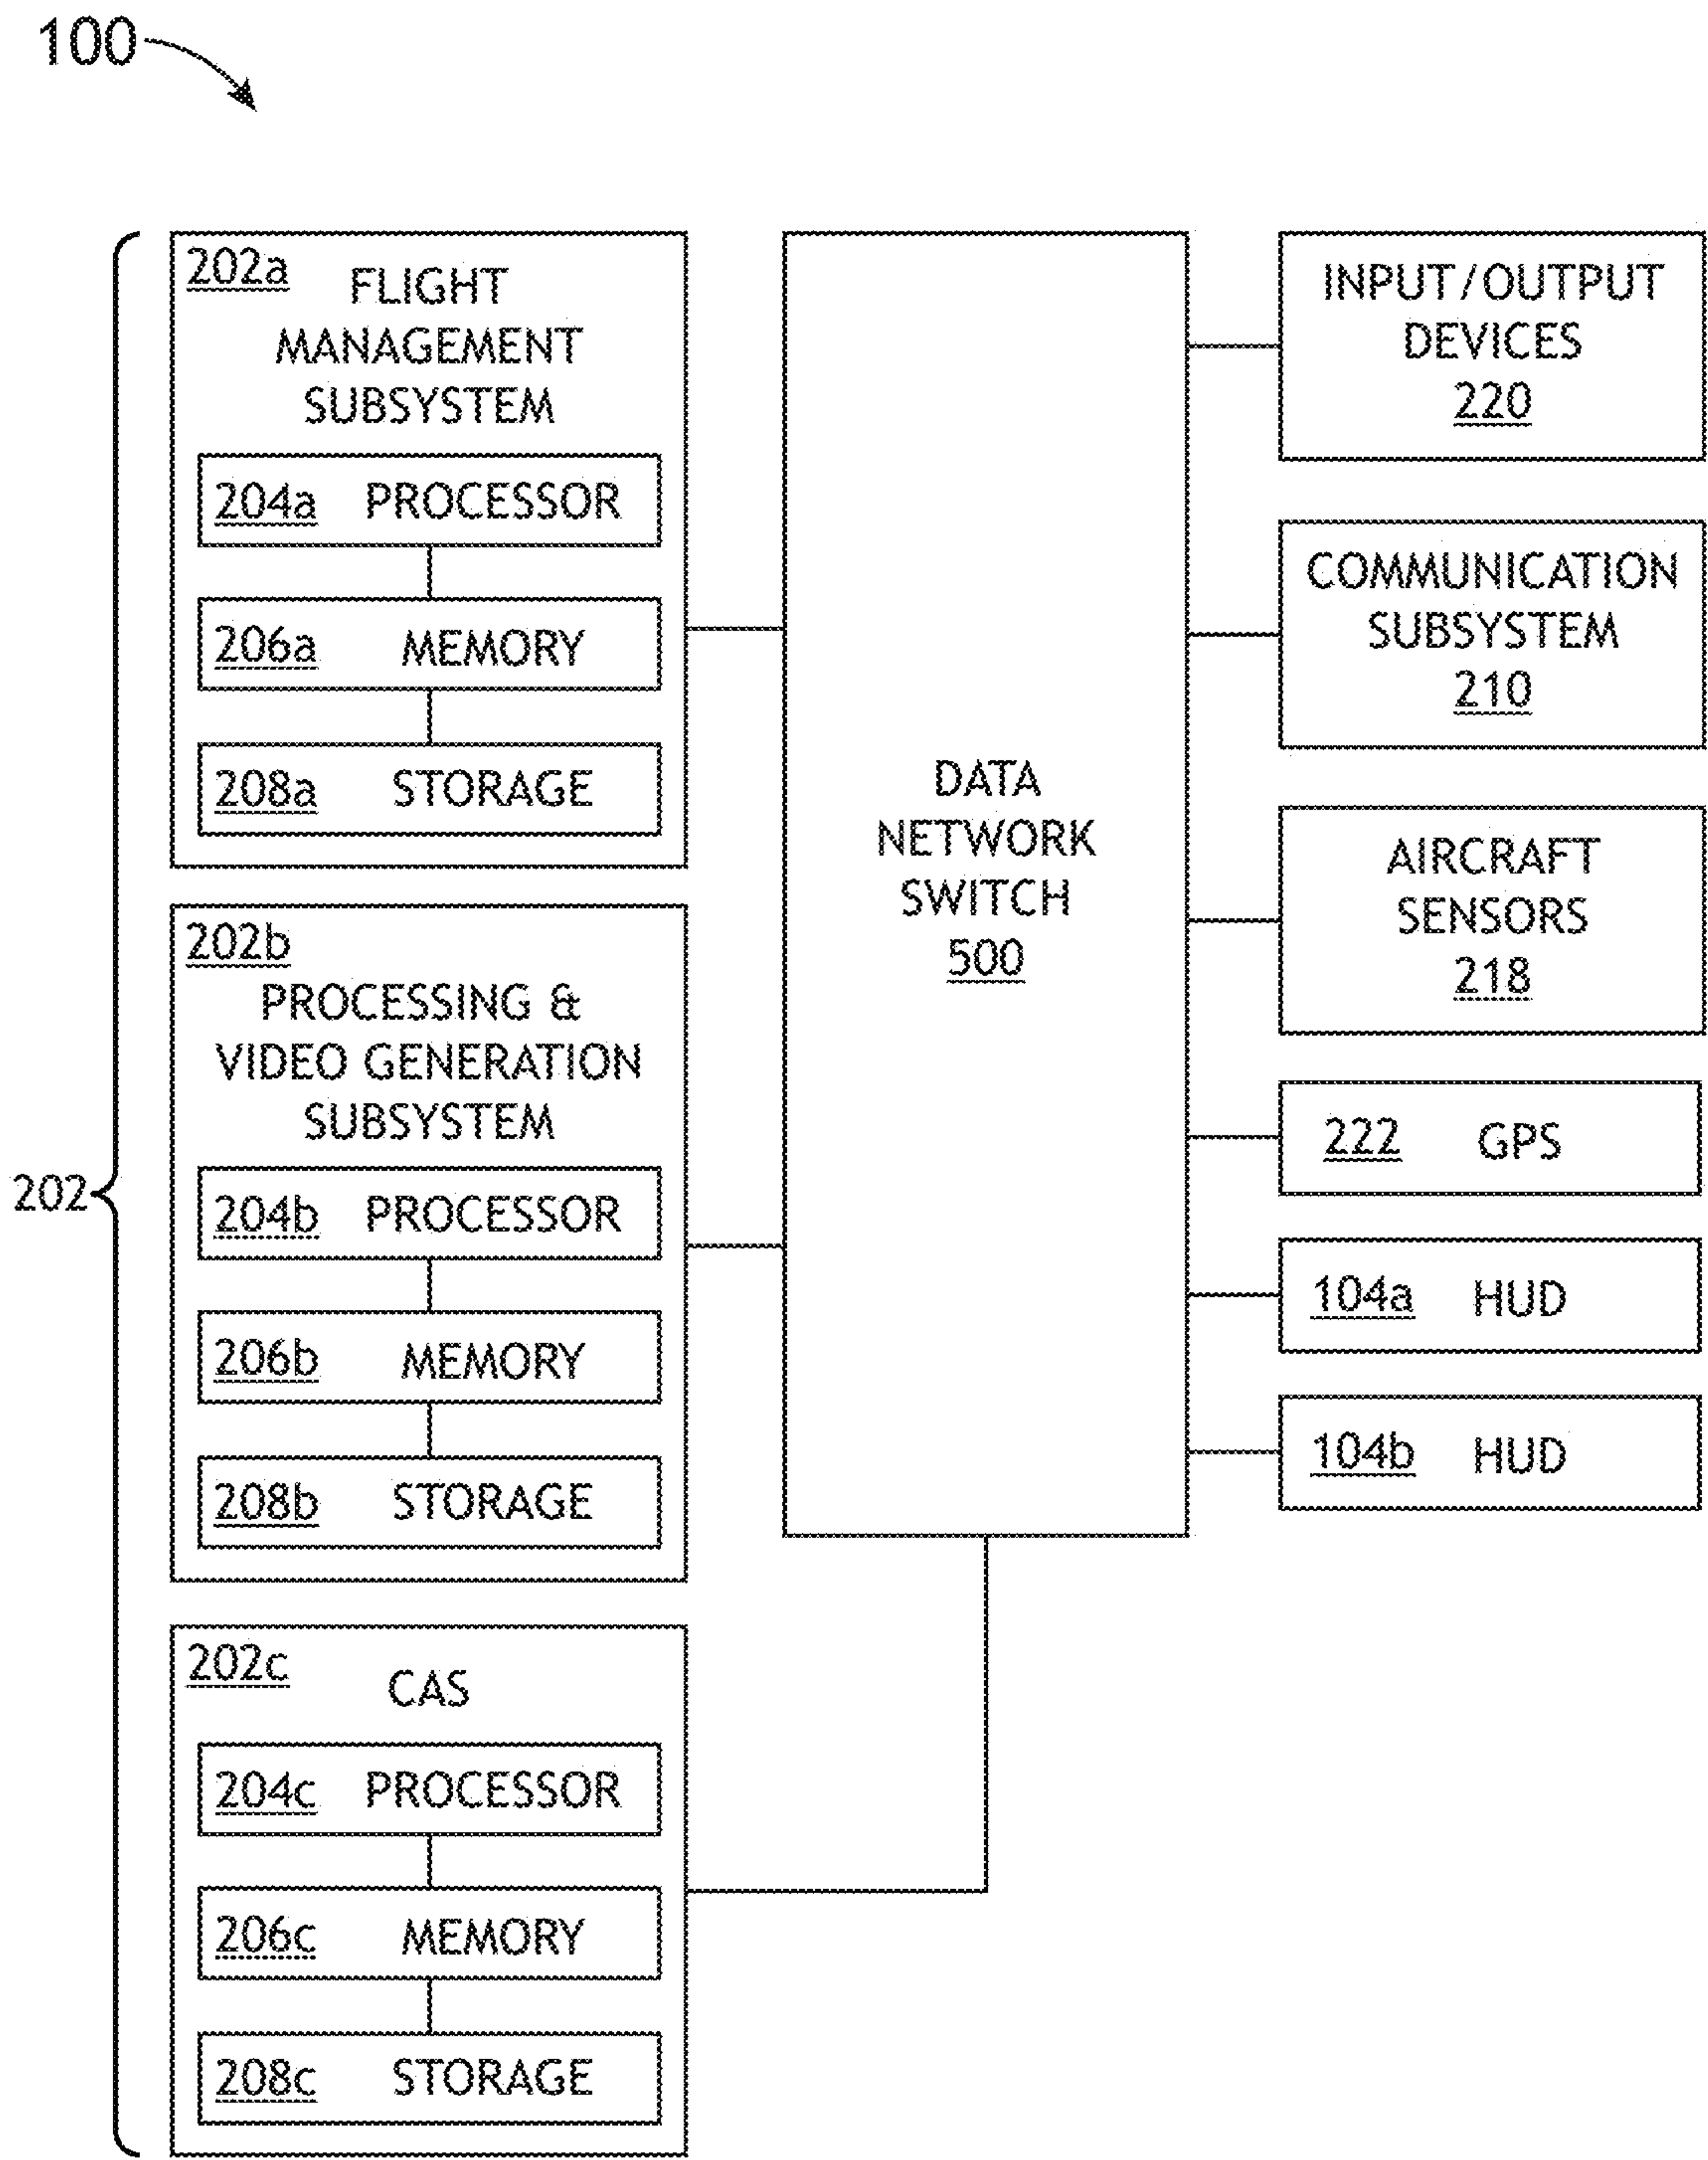 100
202
202a
FLIGHT
MANAGEMENT
SUBSYSTEM
204a PROCESSOR
206a MEMORY
208a STORAGE
202b
PROCESSING &
VIDEO GENERATION
SUBSYSTEM
204b PROCESSOR
206b MEMORY
208b STORAGE
202c
CAS
204c PROCESSOR
206c MEMORY
208c STORAGE
DATA
NETWORK
SWITCH
500
INPUT/OUTPUT
DEVICES
220
COMMUNICATION
SUBSYSTEM
210
AIRCRAFT
SENSORS
218
222 GPS
104a HUD
104b HUD